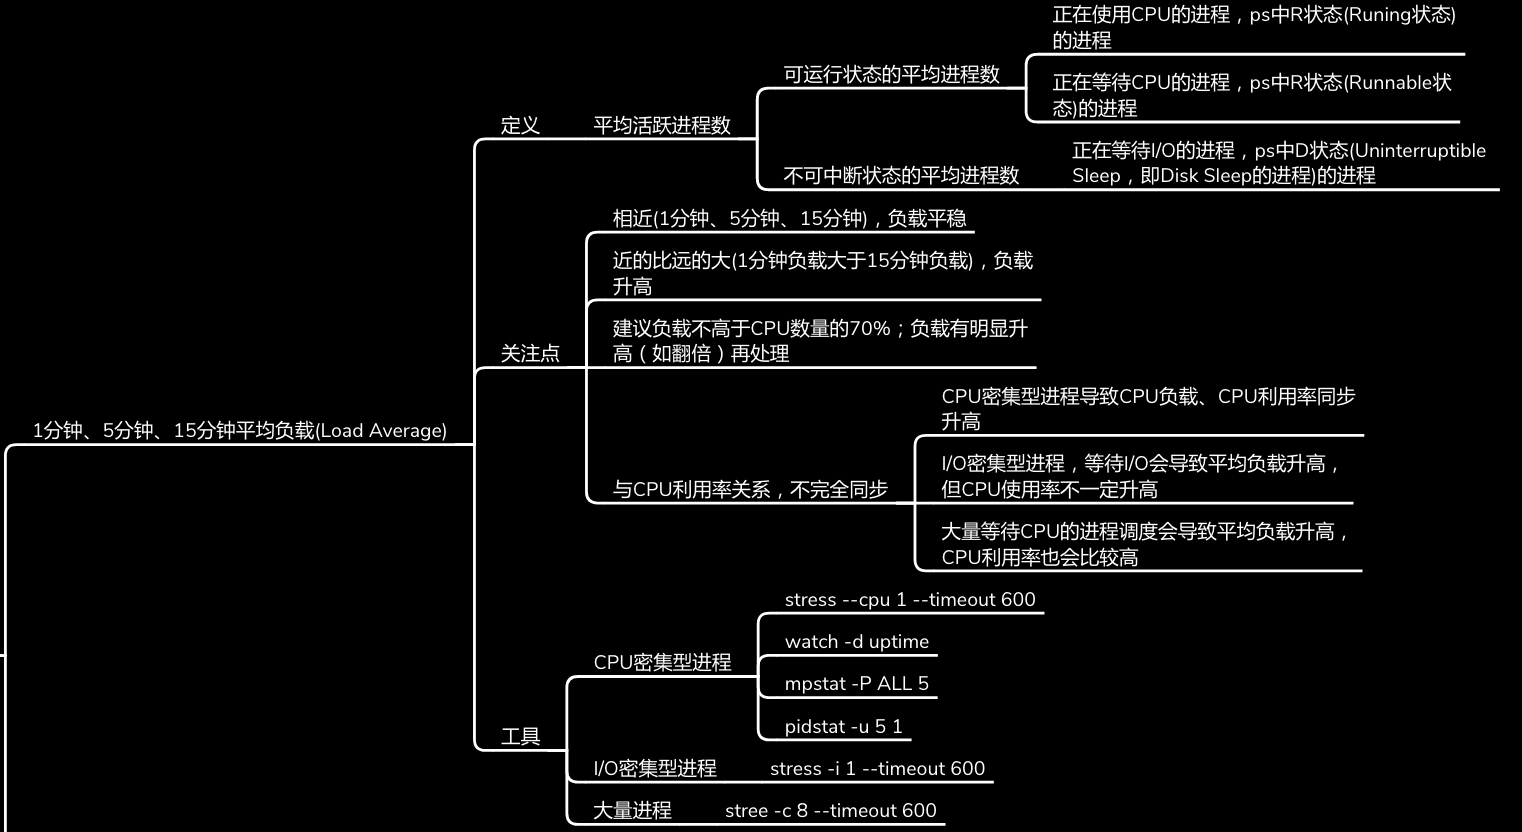 1分钟、5分钟、15分钟平均负载(Load Average)
定义
平均活跃进程数
可运行状态的平均进程数
正在使用CPU的进程，ps中R状态(Runing状态)
的进程
正在等待CPU的进程，ps中R状态(Runnable状
态)的进程
不可中断状态的平均进程数
正在等待I/O的进程，ps中D状态(Uninterruptible
Sleep，即Disk Sleep的进程)的进程
关注点
相近(1分钟、5分钟、15分钟)，负载平稳
近的比远的大(1分钟负载大于15分钟负载)，负载
升高
建议负载不高于CPU数量的70%；负载有明显升
高（如翻倍）再处理
与CPU利用率关系，不完全同步
CPU密集型进程导致CPU负载、CPU利用率同步
升高
I/O密集型进程，等待I/O会导致平均负载升高，
但CPU使用率不一定升高
大量等待CPU的进程调度会导致平均负载升高，
CPU利用率也会比较高
工具
CPU密集型进程
stress --cpu 1 --timeout 600
watch -d uptime
mpstat -P ALL 5
pidstat -u 5 1
I/O密集型进程
stress -i 1 --timeout 600
大量进程
stree -c 8 --timeout 600